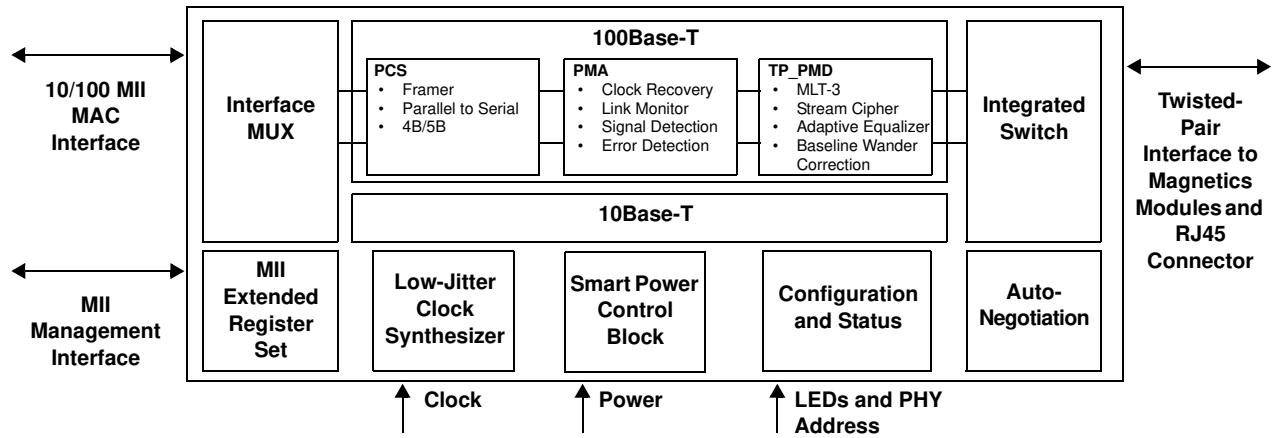 10/100 MII
MAC
Interface
MII
Management
Interface
Interface
MUX
100Base-T
PCS
• Framer
• Parallel to Serial
• 4B/5B
PMA
• Clock Recovery
• Link Monitor
• Signal Detection
• Error Detection
TP_PMD
• MLT-3
• Stream Cipher
• Adaptive Equalizer
• Baseline Wander
Correction
10Base-T
Integrated
Switch
MII
Extended
Register
Set
Low-Jitter
Clock
Synthesizer
Smart Power
Control
Block
Configuration
and Status
Auto-
Negotiation
Twisted-
Pair
Interface to
Magnetics
Modules and
RJ45
Connector
Clock
Power
LEDs and PHY
Address